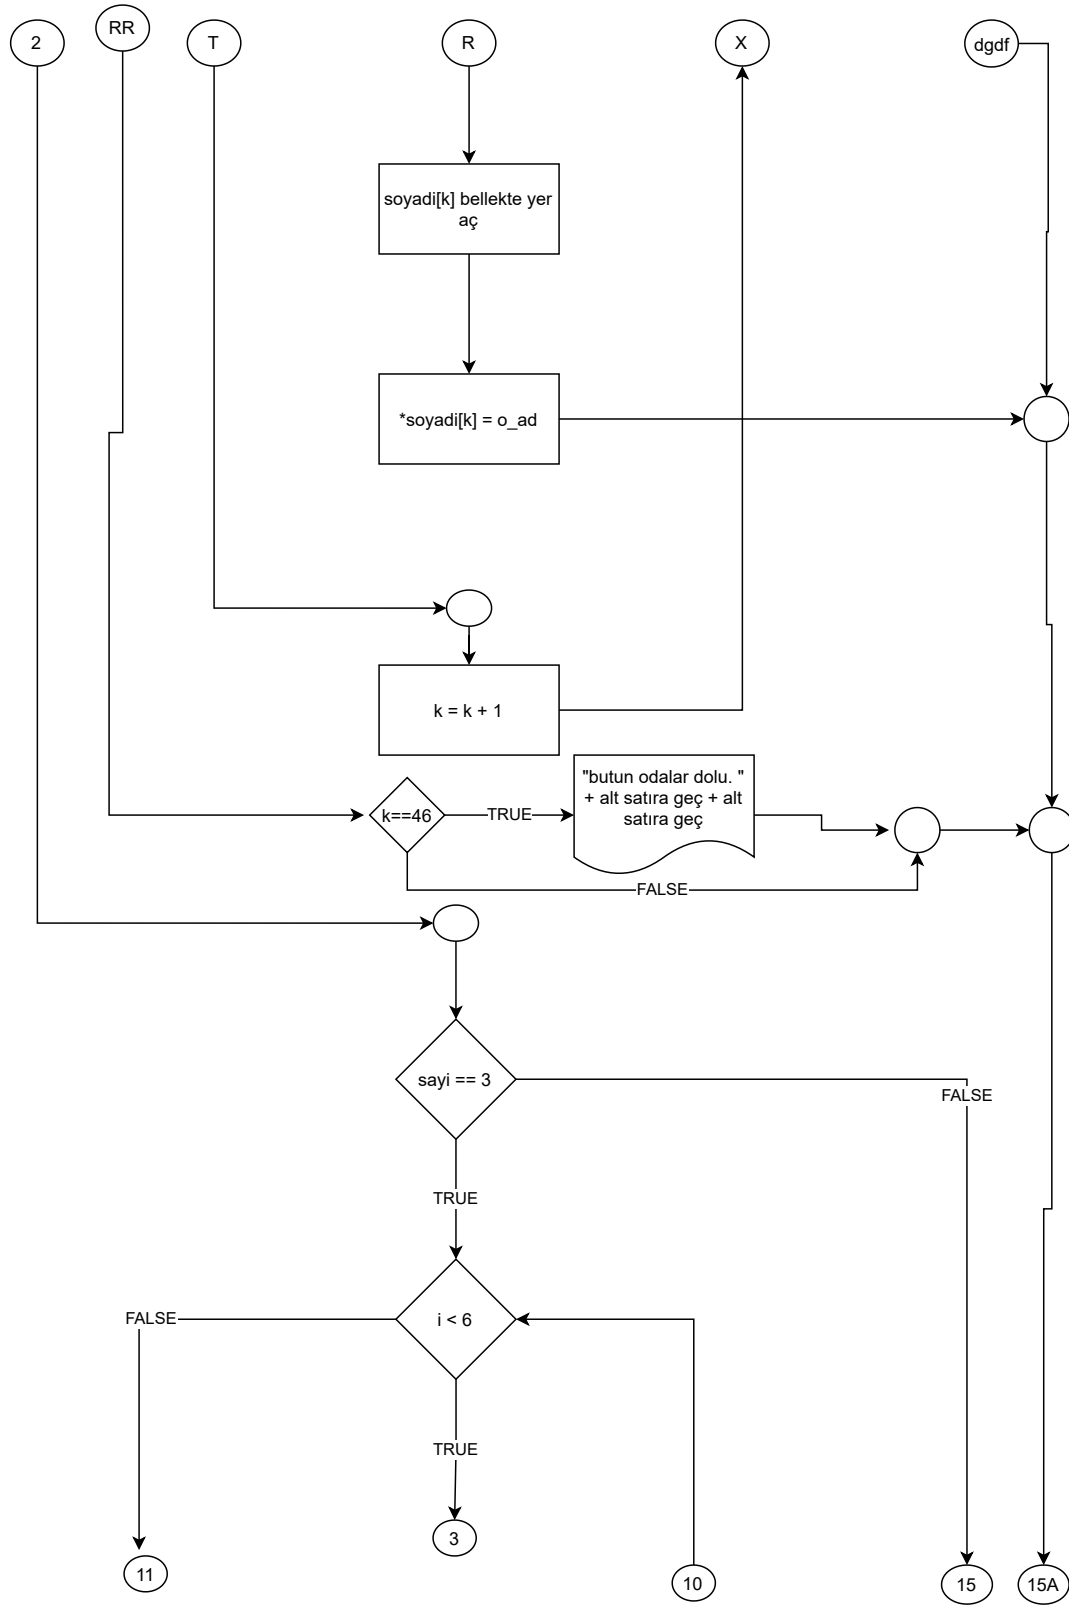 2
RR
T
R
X
dgdf
soyadi[k] bellekte yer
aç
*soyadi[k] = o_ad
k = k + 1
"butun odalar dolu. "
+ alt satıra geç + alt
satıra geç
k==46
TRUE
FALSE
sayi == 3
FALSE
TRUE
i < 6
FALSE
TRUE
3
11
10
15
15A